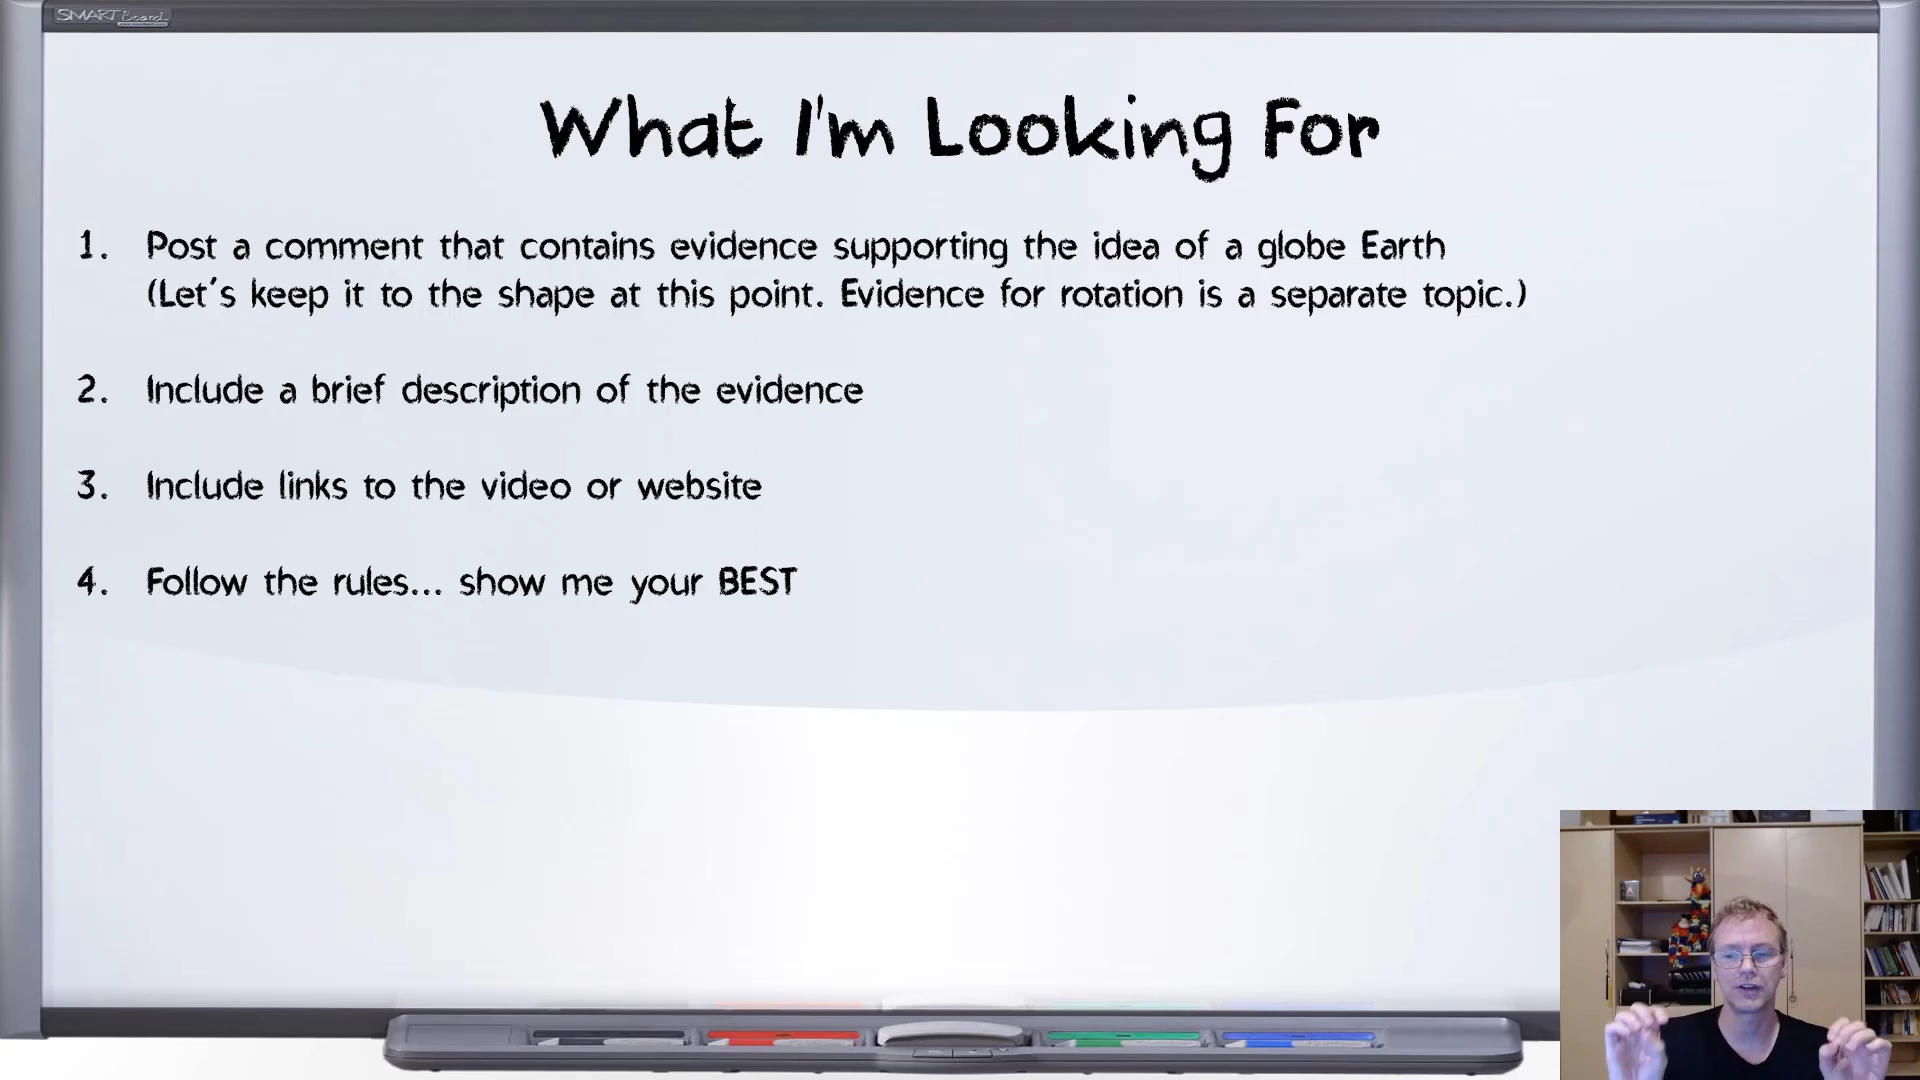 SMART Board
What I'm Looking For
1. Post a comment that contains evidence supporting the idea of a globe Earth
(Let's keep it to the shape at this point. Evidence for rotation is a separate topic.)
2. Include a brief description of the evidence
3. Include links to the video or website
4. Follow the rules... show me your BEST